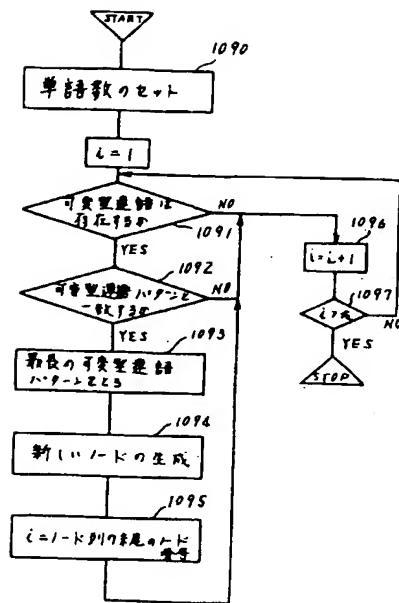 START
1090
単語数のセット
i=1
可変型連語は
存在するか
1091
NO
YES
1092
可変型連語パターンと
一致するか
NO
YES
1093
最長の可変型連語
パターンをとる
1094
新しいノードの生成
1095
i=ノード列の末尾のノード
番号
1096
i=i+1
1097
NO
YES
STOP